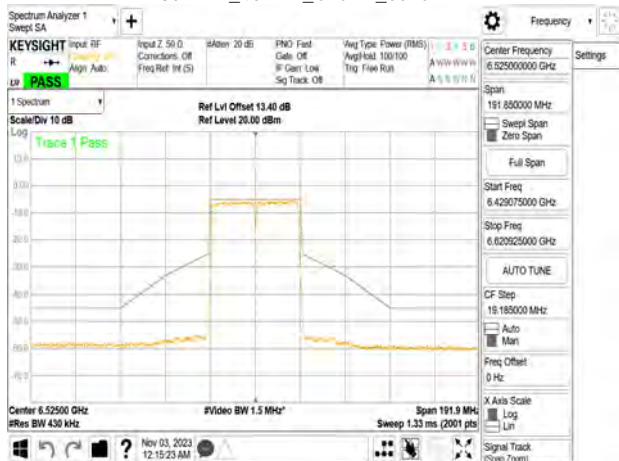 Spectrum Analyzer 1
Swept SA
+
Frequency
KEYSIGHT
Input: RF
Input Z: 50 Ω
#Atten: 20 dB
PNO: Fast
Avg Type: Power (RMS)
R
Corrections: Off
Gate: Off
Avg|Hold: 100/100
Align: Auto
Freq Ref: Int (S)
IF Gain: Low
Trig: Free Run
Sig Track: Off
PASS
Center Frequency
6.525000000 GHz
Settings
Span
191.850000 MHz
Swept Span
Zero Span
Full Span
Start Freq
6.429075000 GHz
Stop Freq
6.620925000 GHz
AUTO TUNE
CF Step
19.185000 MHz
Auto
Man
Freq Offset
0 Hz
X Axis Scale
Log
Lin
Signal Track
(Span Zoom)
1 Spectrum
Scale/Div 10 dB
Ref Lvl Offset 13.40 dB
Ref Level 20.00 dBm
Log
Trace 1 Pass
Center 6.52500 GHz
#Video BW 1.5 MHz*
Span 191.9 MHz
#Res BW 430 kHz
Sweep 1.33 ms (2001 pts
?
Nov 03, 2023
12:15:23 AM